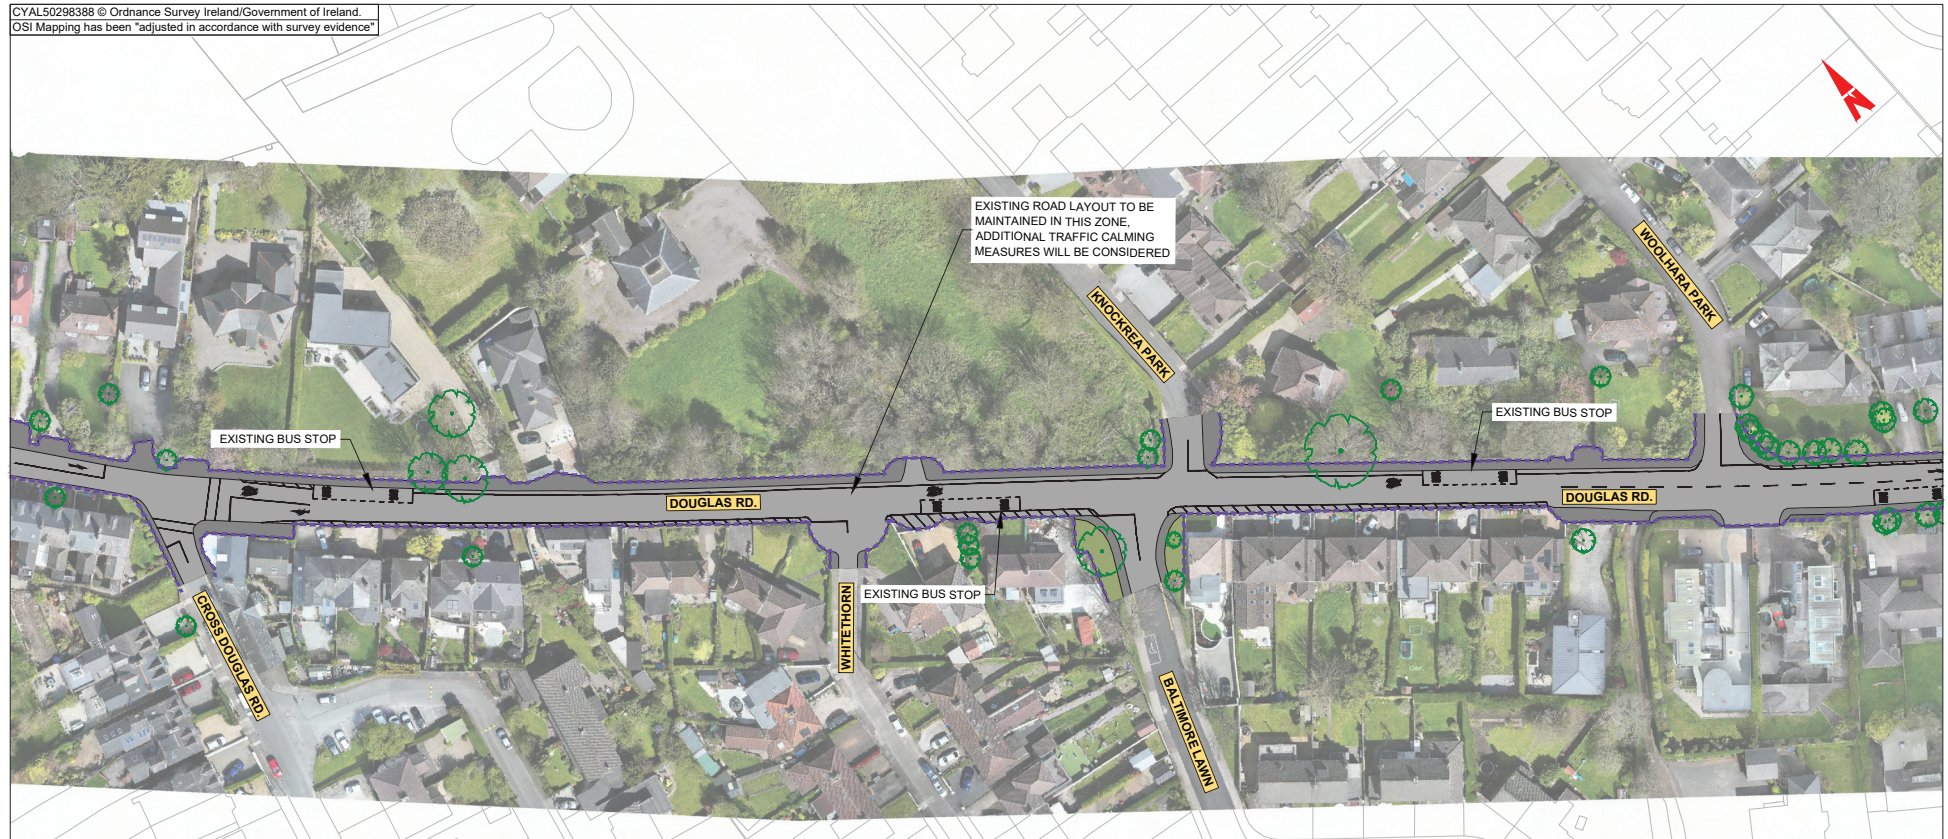 CYAL50298388 © Ordnance Survey Ireland/Government of Ireland.
OSI Mapping has been "adjusted in accordance with survey evidence"
N
EXISTING ROAD LAYOUT TO BE
MAINTAINED IN THIS ZONE,
ADDITIONAL TRAFFIC CALMING
MEASURES WILL BE CONSIDERED
WOOLHARA PARK
KNOCKREA PARK
EXISTING BUS STOP
EXISTING BUS STOP
DOUGLAS RD.
DOUGLAS RD.
EXISTING BUS STOP
CROSS DOUGLAS RD.
WHITETHORN
BALTIMORE LAWN